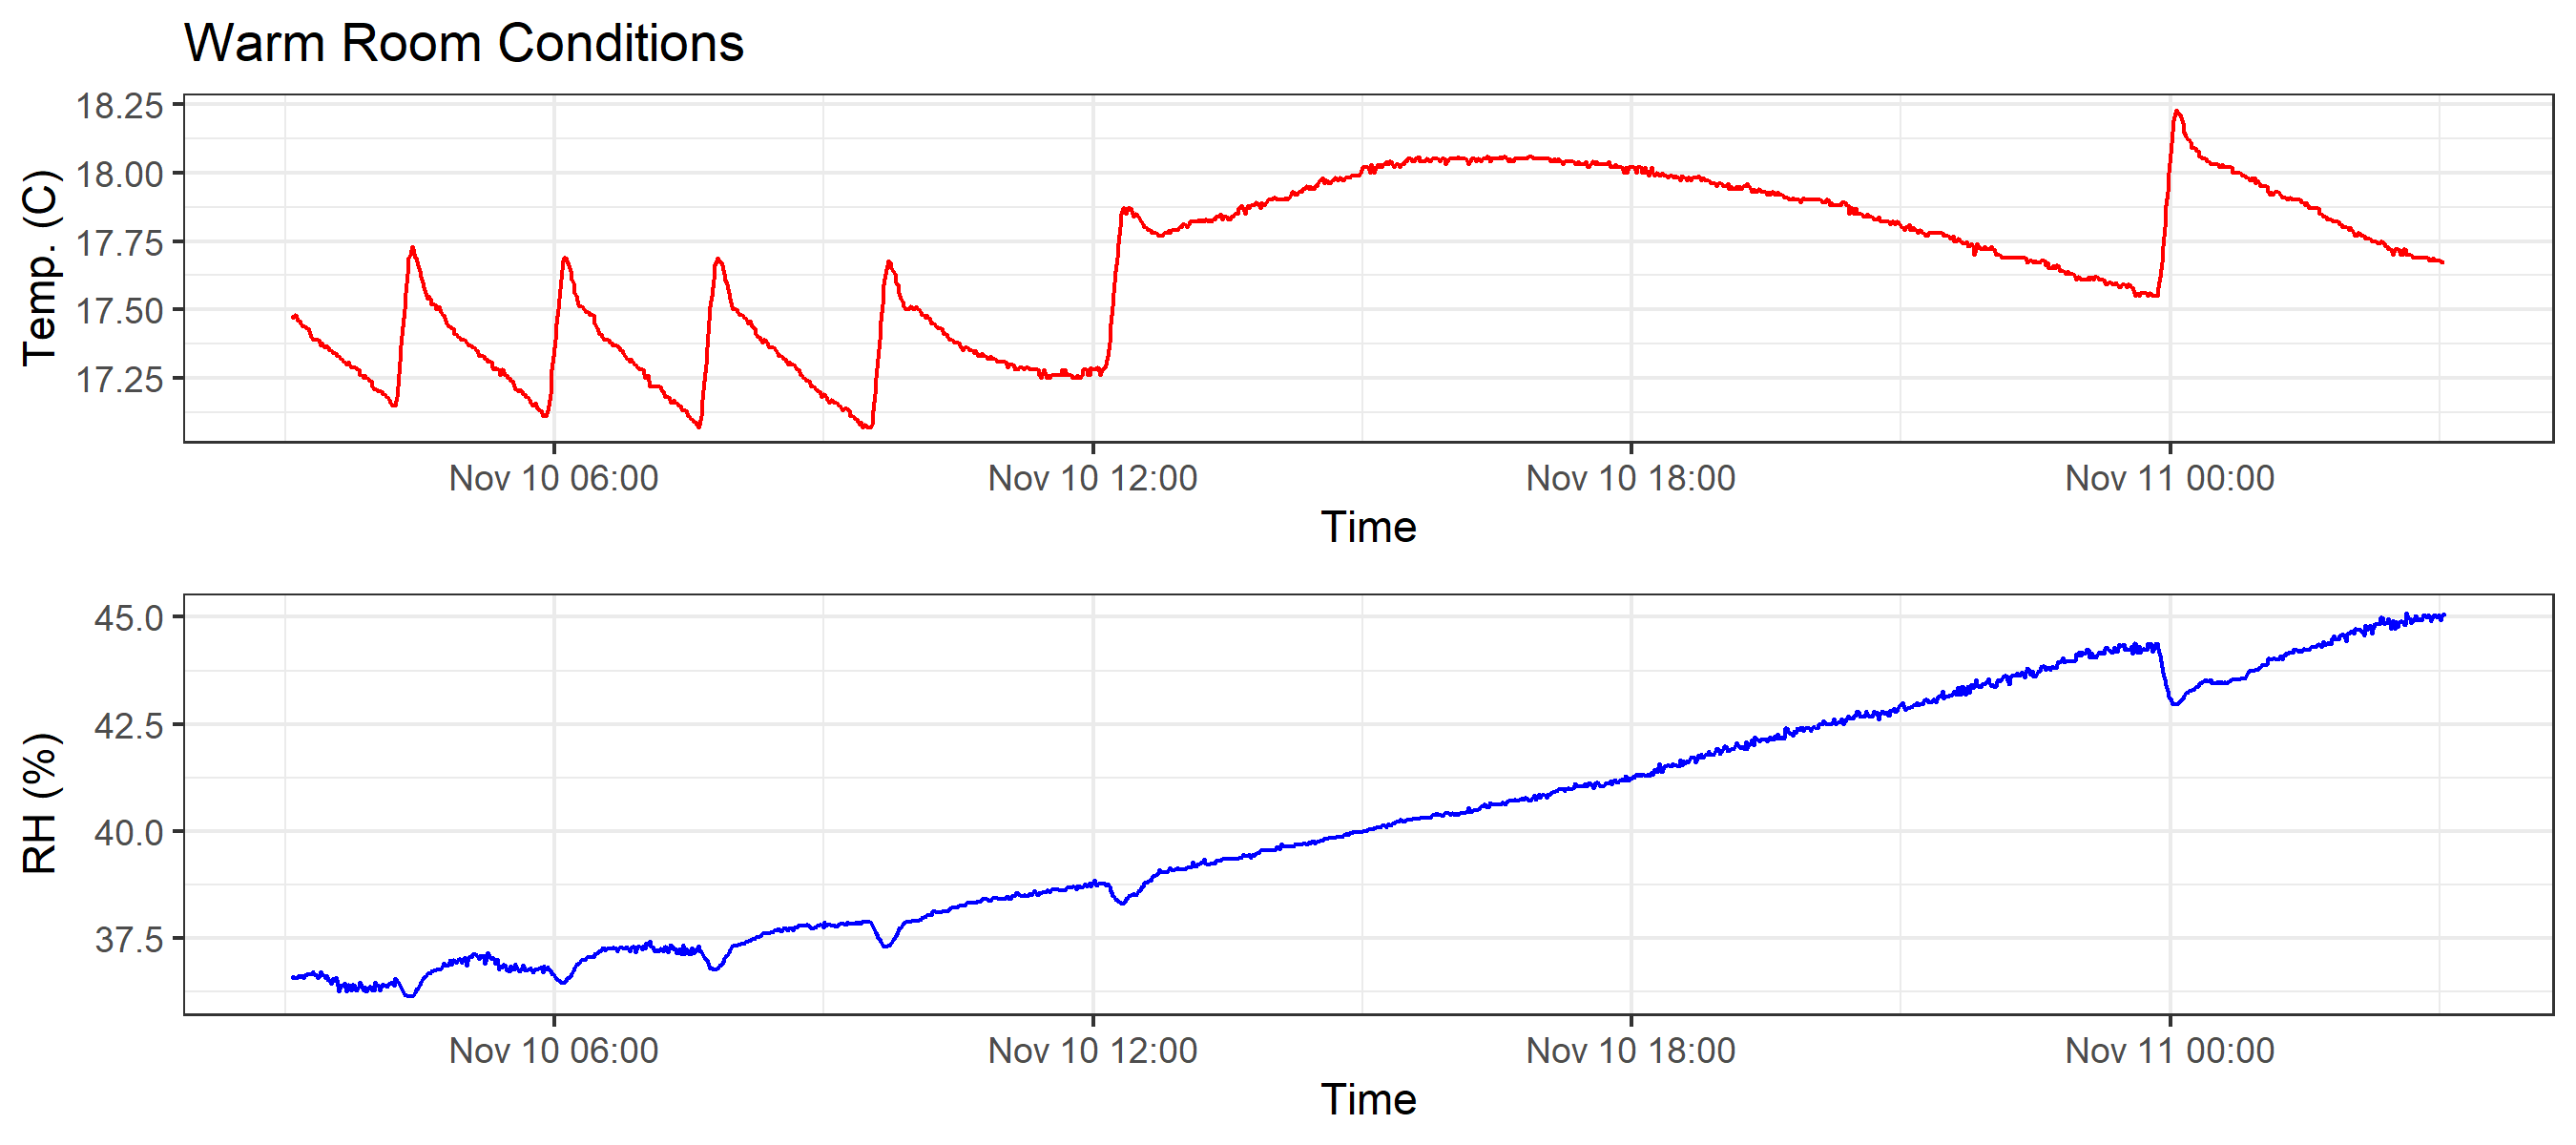 Warm Room Conditions
Temp. (C)
18.25
18.00
17.75
17.50
17.25
Nov 10 06:00 Nov 10 12:00 Nov 10 18:00 Nov 11 00:00
Time
RH (%)
45.0
42.5
40.0
37.5
Nov 10 06:00 Nov 10 12:00 Nov 10 18:00 Nov 11 00:00
Time